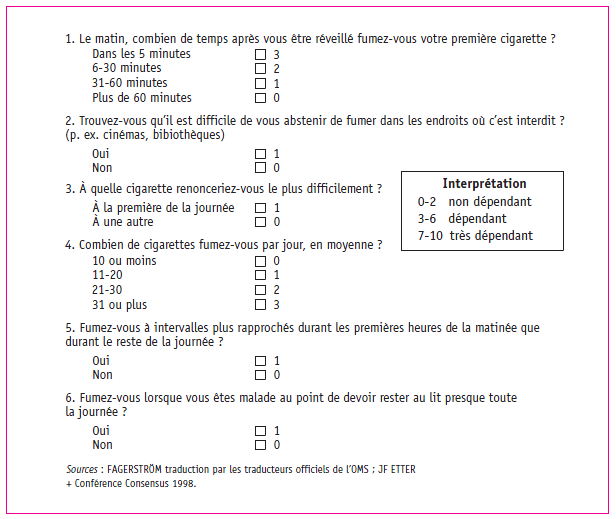 1. Le matin, combien de temps après vous être réveillé fumez-vous votre première cigarette ?
Dans les 5 minutes ☐ 3
6-30 minutes ☐ 2
31-60 minutes ☐ 1
Plus de 60 minutes ☐ 0
2. Trouvez-vous qu’il est difficile de vous abstenir de fumer dans les endroits où c’est interdit ?
(p. ex. cinémas, bibiothèques)
Oui ☐ 1
Non ☐ 0
3. À quelle cigarette renonceriez-vous le plus difficilement ?
À la première de la journée ☐ 1
À une autre ☐ 0
Interprétation
0-2 non dépendant
3-6 dépendant
7-10 très dépendant
4. Combien de cigarettes fumez-vous par jour, en moyenne ?
10 ou moins ☐ 0
11-20 ☐ 1
21-30 ☐ 2
31 ou plus ☐ 3
5. Fumez-vous à intervalles plus rapprochés durant les premières heures de la matinée que
durant le reste de la journée ?
Oui ☐ 1
Non ☐ 0
6. Fumez-vous lorsque vous êtes malade au point de devoir rester au lit presque toute
la journée ?
Oui ☐ 1
Non ☐ 0
Sources : FAGERSTRÖM traduction par les traducteurs officiels de l’OMS ; JF ETTER
+ Conférence Consensus 1998.